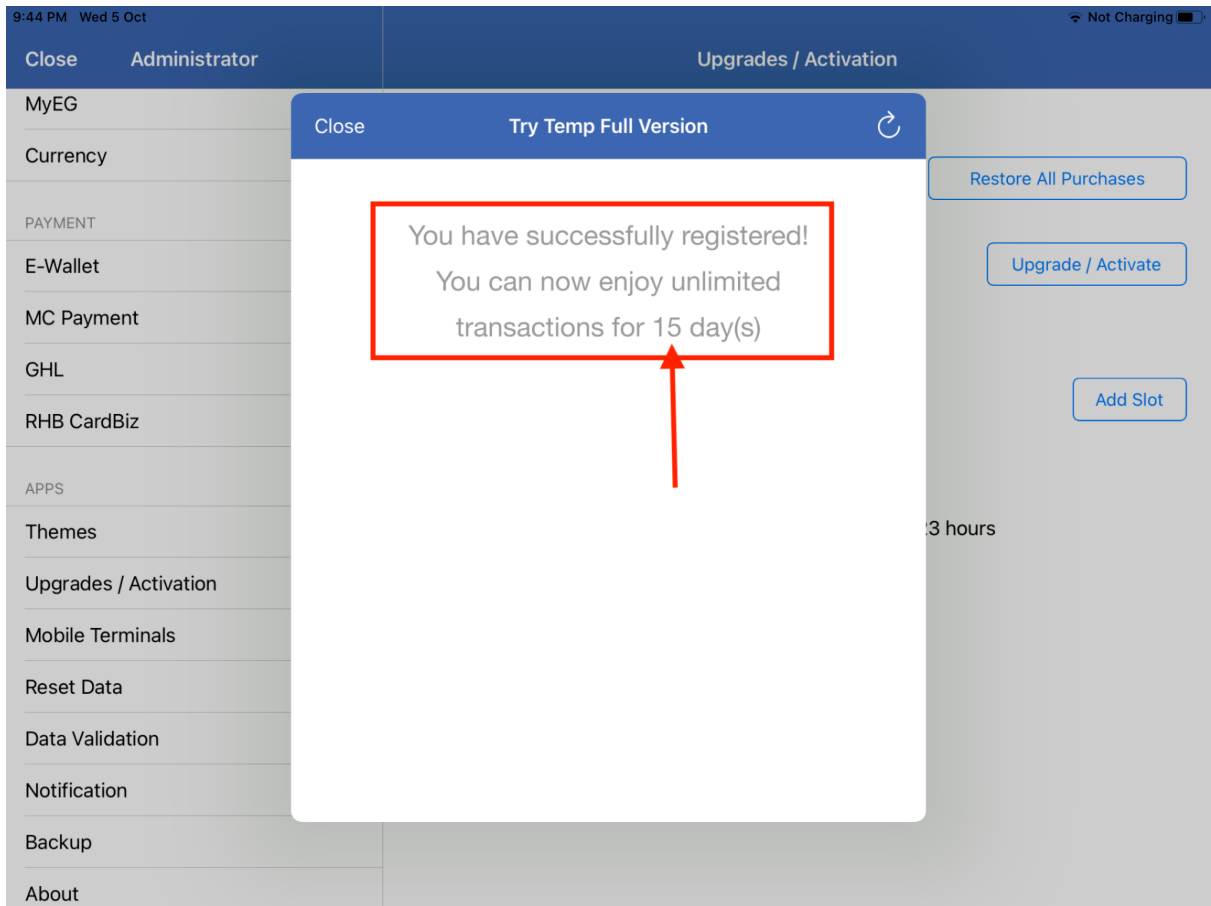 9:44 PM Wed 5 Oct
Not Charging
Close
Administrator
Upgrades / Activation
MyEG
Currency
PAYMENT
E-Wallet
MC Payment
GHL
RHB CardBiz
APPS
Themes
Upgrades / Activation
Mobile Terminals
Reset Data
Data Validation
Notification
Backup
About
Close
Try Temp Full Version
You have successfully registered!
You can now enjoy unlimited
transactions for 15 day(s)
Restore All Purchases
Upgrade / Activate
Add Slot
3 hours